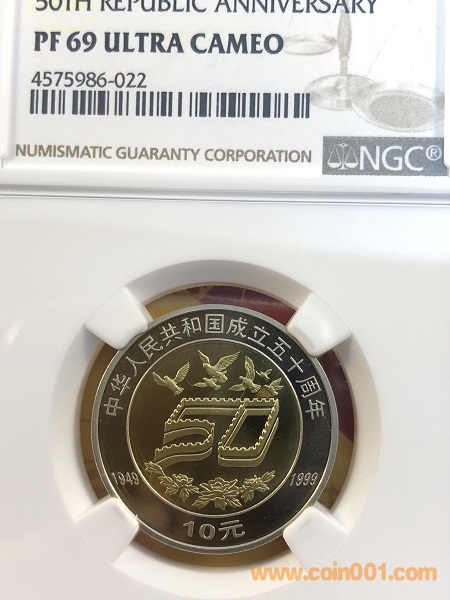 50TH REPUBLIC ANNIVERSARY
PF 69 ULTRA CAMEO
4575986-022
NUMISMATIC GUARANTY CORPORATION
NGC®
中华人民共和国成立五十周年
50
1949 1999
10元
www.coin001.com